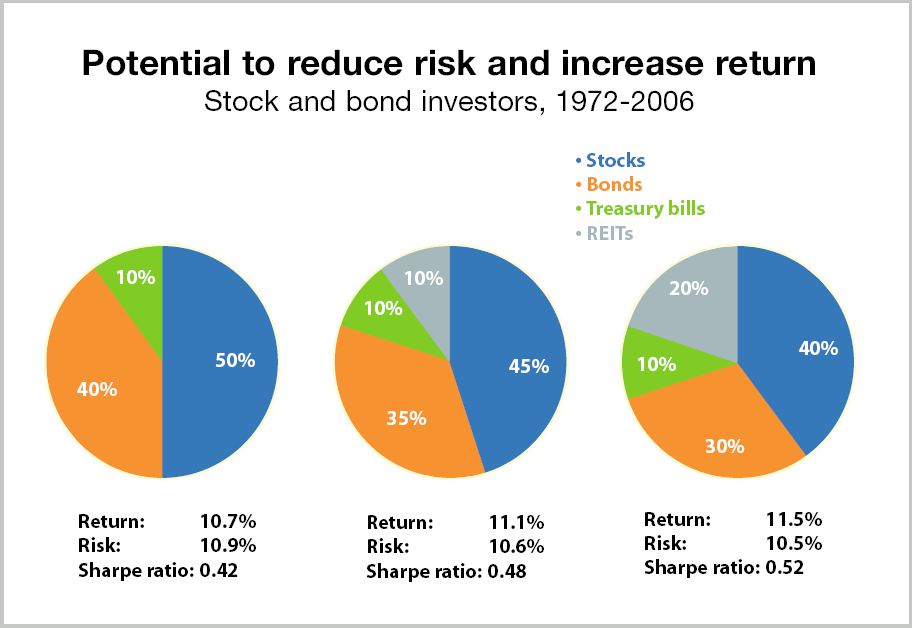 Potential to reduce risk and increase return
Stock and bond investors, 1972-2006
• Stocks
• Bonds
• Treasury bills
• REITs
10%
50%
40%
10%
10%
45%
35%
20%
40%
10%
30%
Return: 10.7%
Risk: 10.9%
Sharpe ratio: 0.42
Return: 11.1%
Risk: 10.6%
Sharpe ratio: 0.48
Return: 11.5%
Risk: 10.5%
Sharpe ratio: 0.52